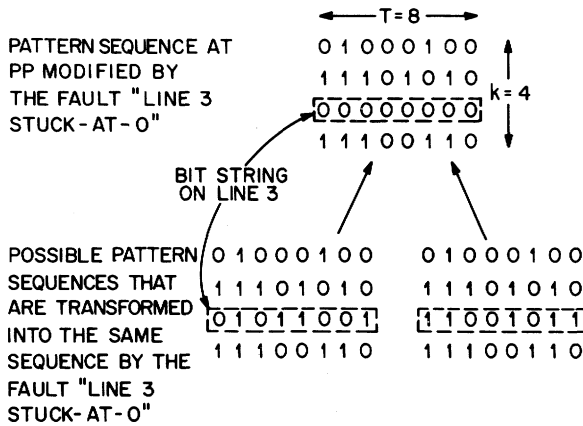 T=8
PATTERN SEQUENCE AT
PP MODIFIED BY
THE FAULT "LINE 3
STUCK-AT-0"
0 1 0 0 0 1 0 0
1 1 1 0 1 0 1 0
0 0 0 0 0 0 0 0
1 1 1 0 0 1 1 0
k=4
BIT STRING
ON LINE 3
POSSIBLE PATTERN
SEQUENCES THAT
ARE TRANSFORMED
INTO THE SAME
SEQUENCE BY THE
FAULT "LINE 3
STUCK-AT-0"
0 1 0 0 0 1 0 0
1 1 1 0 1 0 1 0
0 1 0 1 1 0 0 1
1 1 1 0 0 1 1 0
0 1 0 0 0 1 0 0
1 1 1 0 1 0 1 0
1 1 0 0 1 0 1 1
1 1 1 0 0 1 1 0